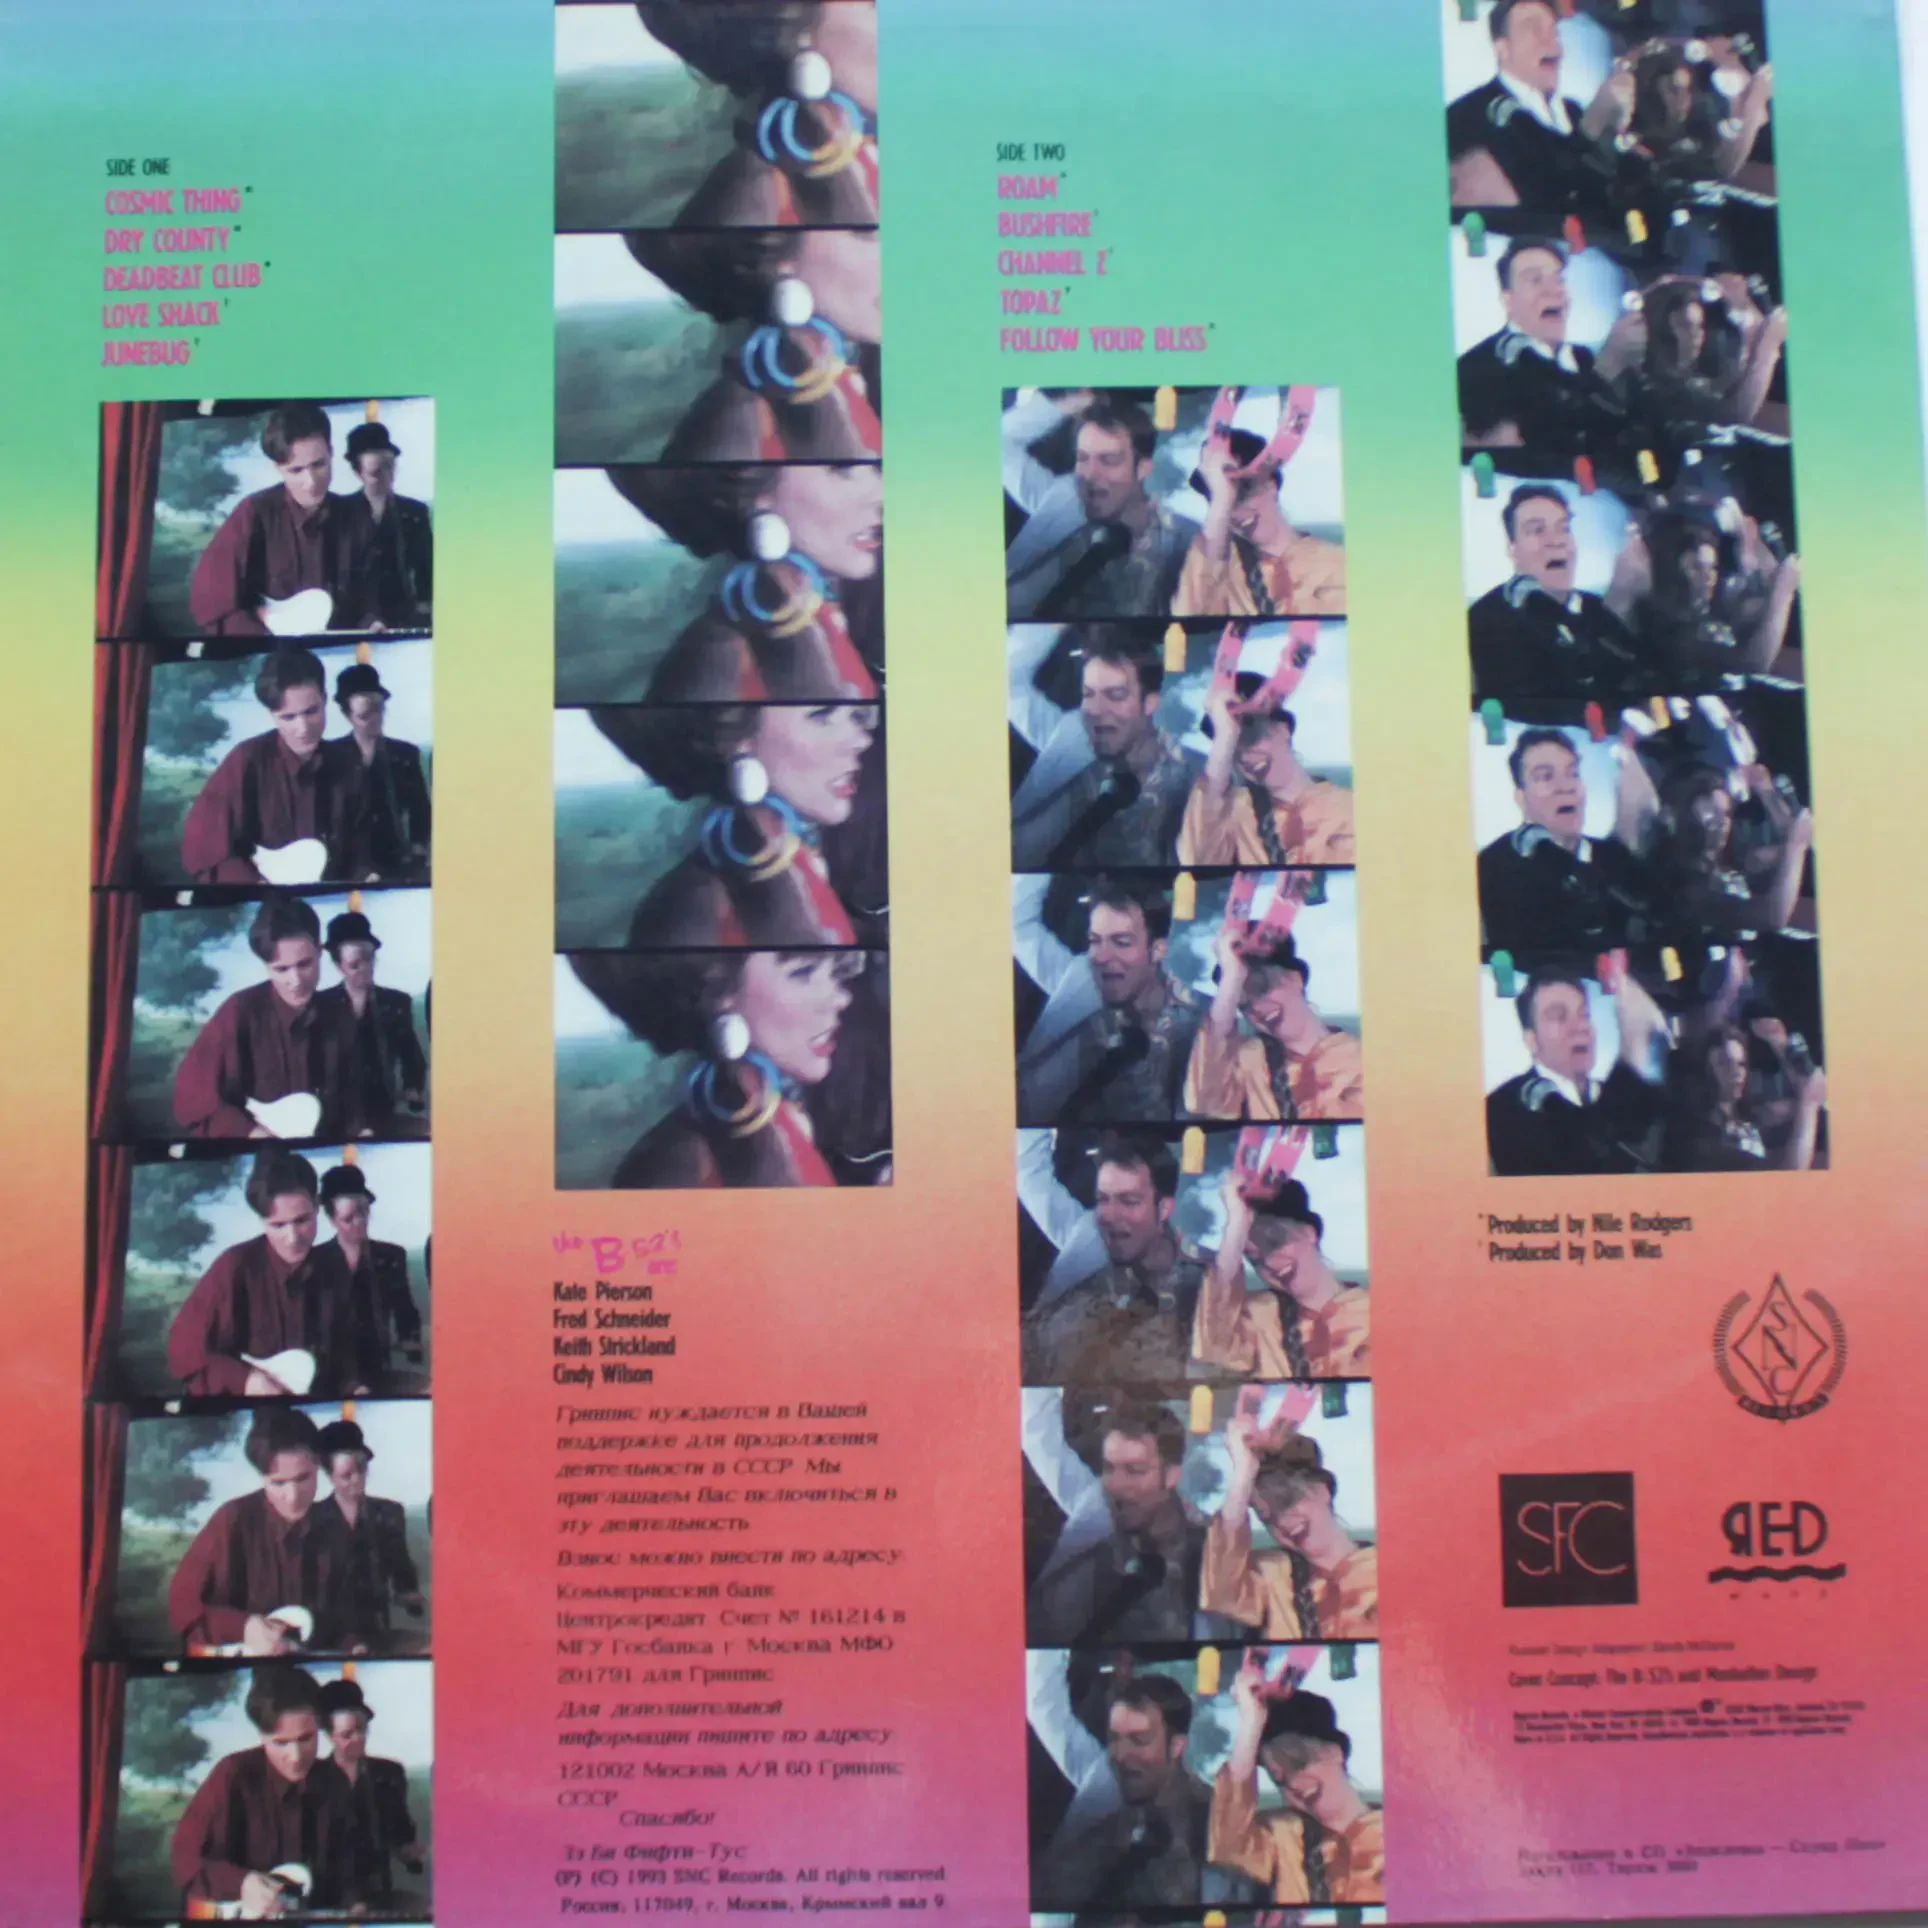 SIDE ONE
COSMIC THING*
DRY COUNTY*
DEADBEAT CLUB*
LOVE SHACK†
JUNEBUG*
SIDE TWO
ROAM*
BUSHFIRE†
CHANNEL Z†
TOPAZ*
FOLLOW YOUR BLISS*
the B 52's are
Kate Pierson
Fred Schneider
Keith Strickland
Cindy Wilson
Гринпис нуждается в Вашей
поддержке для продолжения
деятельности в СССР Мы
приглашаем Вас включиться в
эту деятельность
Взнос можно внести по адресу.
Коммерческий банк
Центрокредит Счет № 161214 в
МГУ Госбанка г Москва МФО
201791 для Гринпис
Для дополнительной
информации пишите по адресу
121002 Москва А/Я 60 Гринпис
СССР
Спасибо!
Зэ Би Фифти-Тус
(P) (C) 1993 SNC Records. All rights reserved
Россия, 117049, г. Москва, Крымский вал 9.
*Produced by Nile Rodgers
†Produced by Don Was
SNC
SFC
ЯED
WAVE
Cover Concept: The B-52's and Manhattan Design